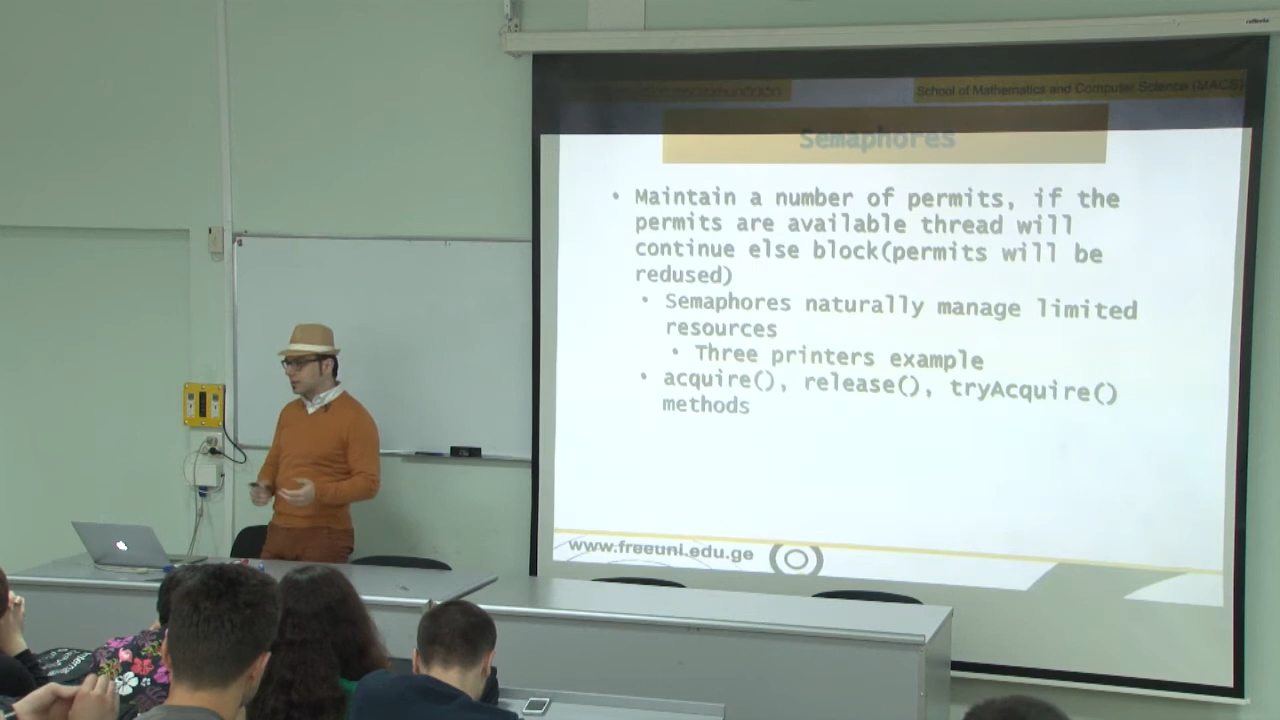 School of Mathematics and Computer Science (MACS)
Semaphores
• Maintain a number of permits, if the
permits are available thread will
continue else block(permits will be
redused)
• Semaphores naturally manage limited
resources
• Three printers example
• acquire(), release(), tryAcquire()
methods
www.freeuni.edu.ge